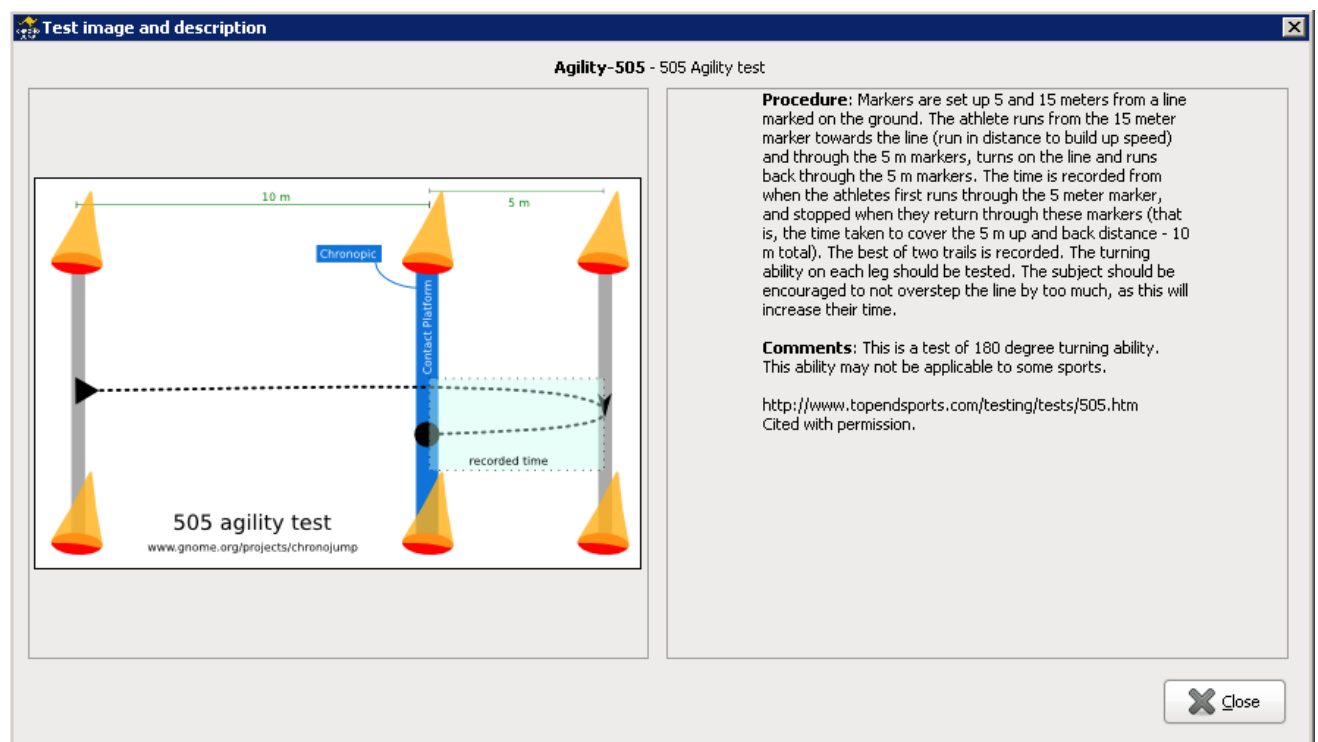 Test image and description
Agility-505 - 505 Agility test
10 m
5 m
Chronopic
Contact Platform
recorded time
505 agility test
www.gnome.org/projects/chronojump
Procedure: Markers are set up 5 and 15 meters from a line
marked on the ground. The athlete runs from the 15 meter
marker towards the line (run in distance to build up speed)
and through the 5 m markers, turns on the line and runs
back through the 5 m markers. The time is recorded from
when the athletes first runs through the 5 meter marker,
and stopped when they return through these markers (that
is, the time taken to cover the 5 m up and back distance - 10
m total). The best of two trails is recorded. The turning
ability on each leg should be tested. The subject should be
encouraged to not overstep the line by too much, as this will
increase their time.
Comments: This is a test of 180 degree turning ability.
This ability may not be applicable to some sports.
http://www.topendsports.com/testing/tests/505.htm
Cited with permission.
Close